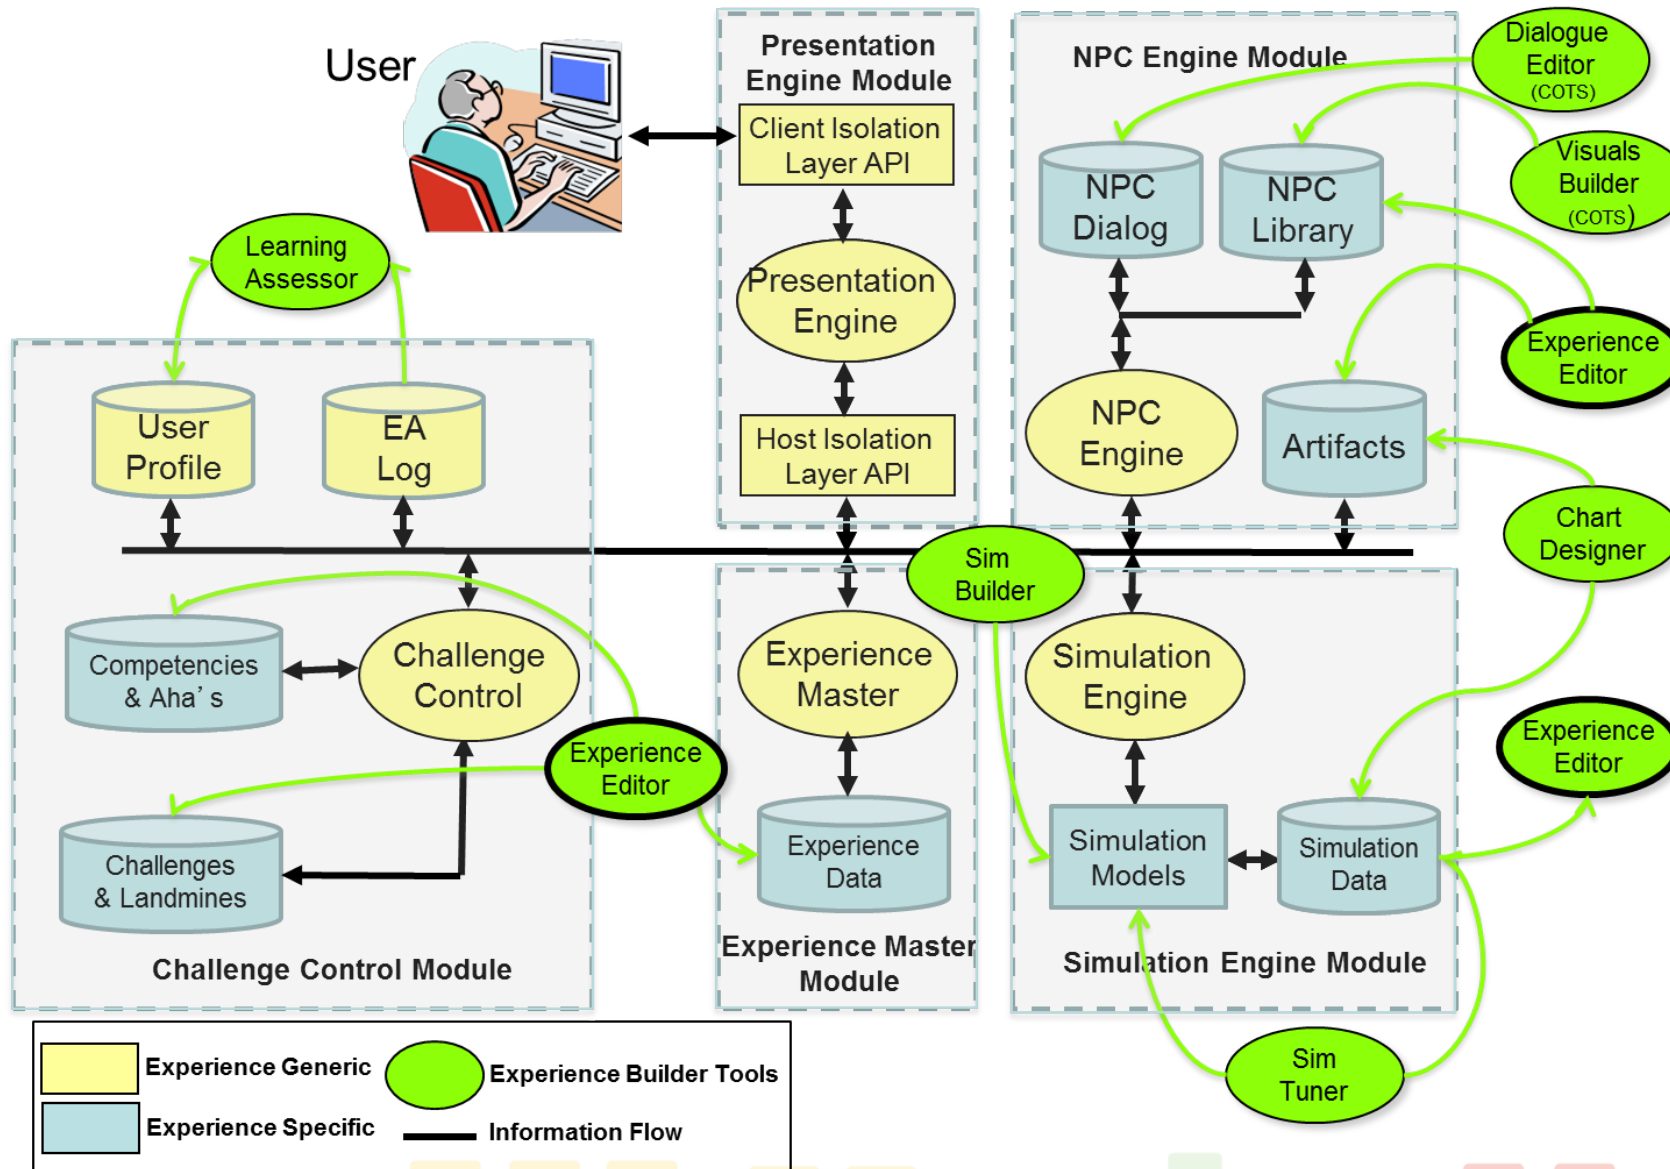 User
Presentation
Engine Module
Client Isolation
Layer API
Presentation
Engine
Host Isolation
Layer API
NPC Engine Module
NPC
Dialog
NPC
Library
NPC
Engine
Artifacts
Dialogue
Editor
(COTS)
Visuals
Builder
(COTS)
Experience
Editor
Chart
Designer
Experience
Editor
Learning
Assessor
User
Profile
EA
Log
Competencies
& Aha's
Challenge
Control
Challenges
& Landmines
Challenge Control Module
Experience
Editor
Sim
Builder
Experience
Master
Experience
Data
Experience Master
Module
Simulation
Engine
Simulation
Models
Simulation
Data
Simulation Engine Module
Sim
Tuner
Experience Generic
Experience Builder Tools
Experience Specific
Information Flow